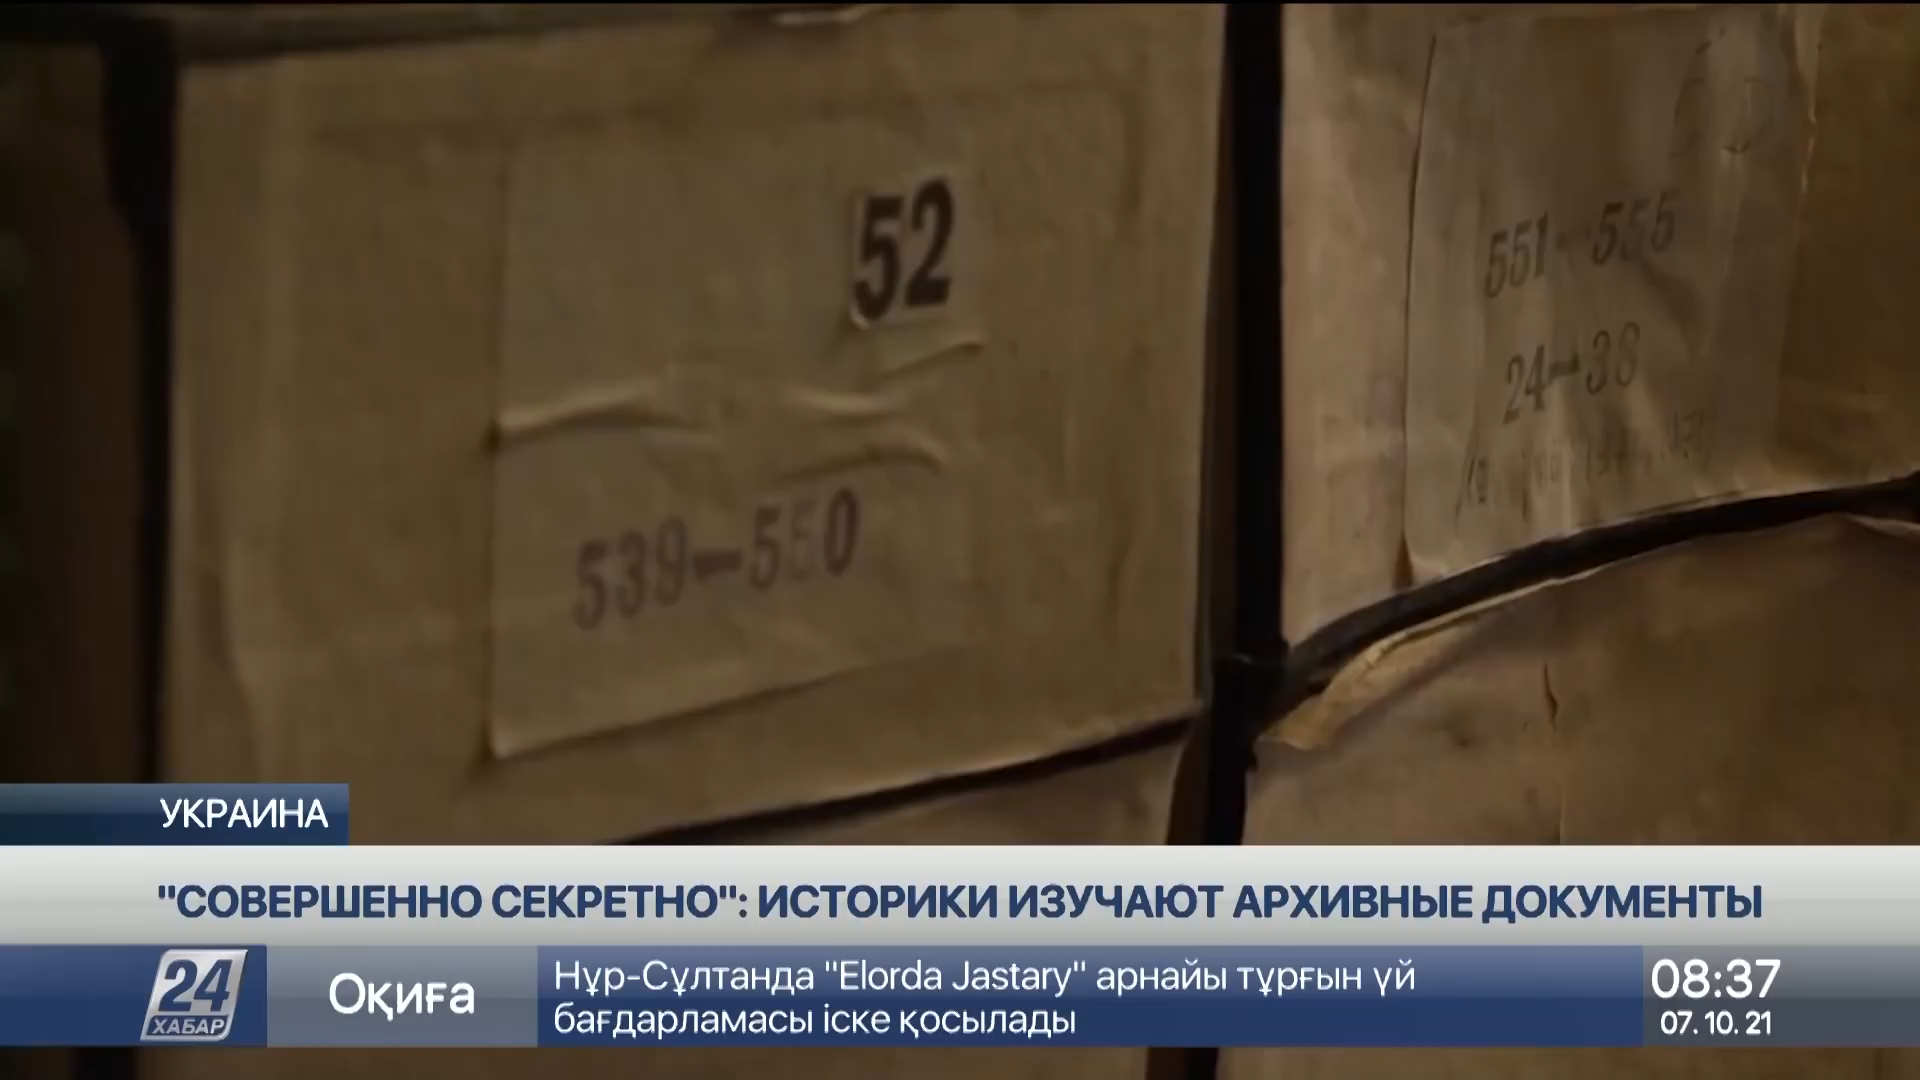 52
539-550
551-555
24-38
УКРАИНА
"СОВЕРШЕННО СЕКРЕТНО": ИСТОРИКИ ИЗУЧАЮТ АРХИВНЫЕ ДОКУМЕНТЫ
24
ХАБАР
Оқиға
Нұр-Сұлтанда "Elorda Jastary" арнайы тұрғын үй
бағдарламасы іске қосылады
08:37
07. 10. 21